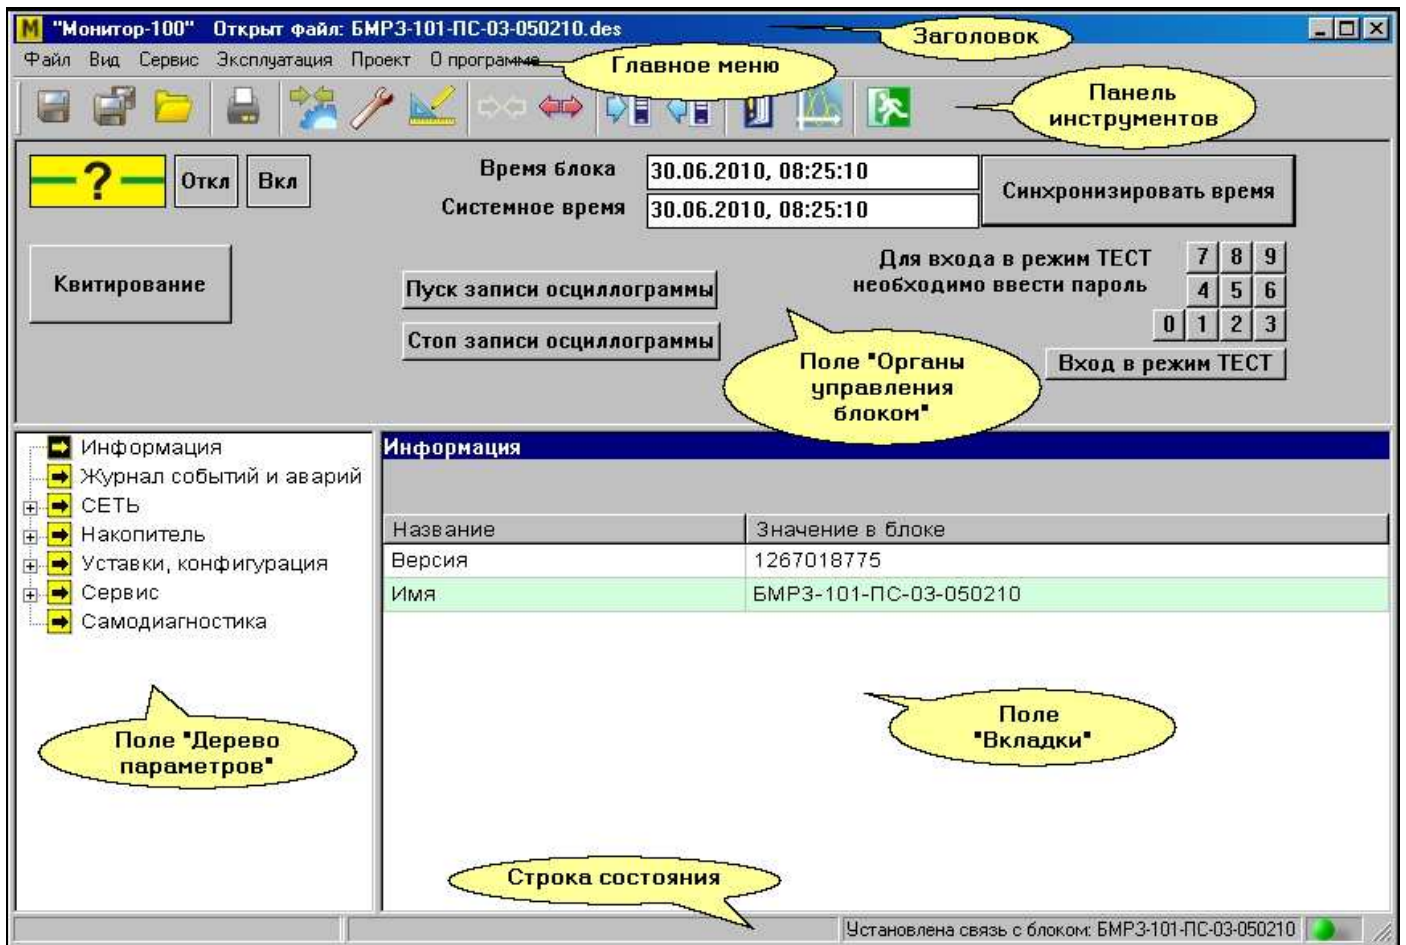 "Монитор-100" Открыт файл: БМРЗ-101-ПС-03-050210.des
Заголовок
Файл Вид Сервис Эксплуатация Проект О программе
Главное меню
Панель
инструментов
?
Откл
Вкл
Время блока
30.06.2010, 08:25:10
Системное время
30.06.2010, 08:25:10
Синхронизировать время
Квитирование
Пуск записи осциллограммы
Стоп записи осциллограммы
Для входа в режим ТЕСТ
необходимо ввести пароль
7 8 9
4 5 6
0 1 2 3
Вход в режим ТЕСТ
Поле "Органы
управления
блоком"
Информация
Журнал событий и аварий
СЕТЬ
Накопитель
Уставки, конфигурация
Сервис
Самодиагностика
Поле "Дерево
параметров"
Информация
Название Значение в блоке
Версия 1267018775
Имя БМРЗ-101-ПС-03-050210
Поле
"Вкладки"
Строка состояния
Установлена связь с блоком: БМРЗ-101-ПС-03-050210